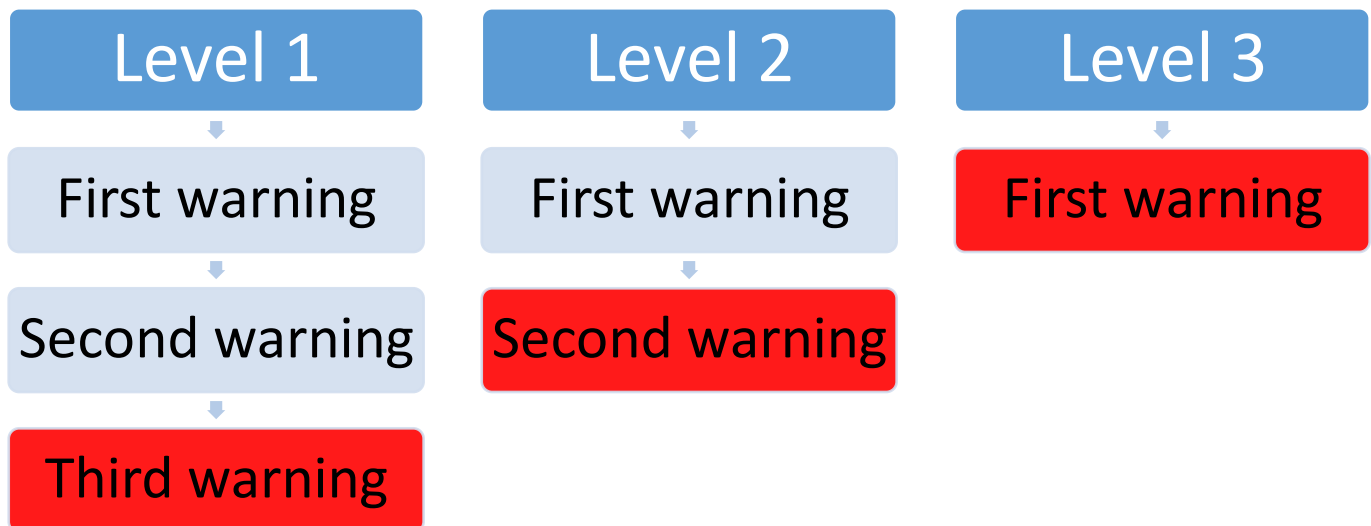 Level 1
First warning
Second warning
Third warning
Level 2
First warning
Second warning
Level 3
First warning